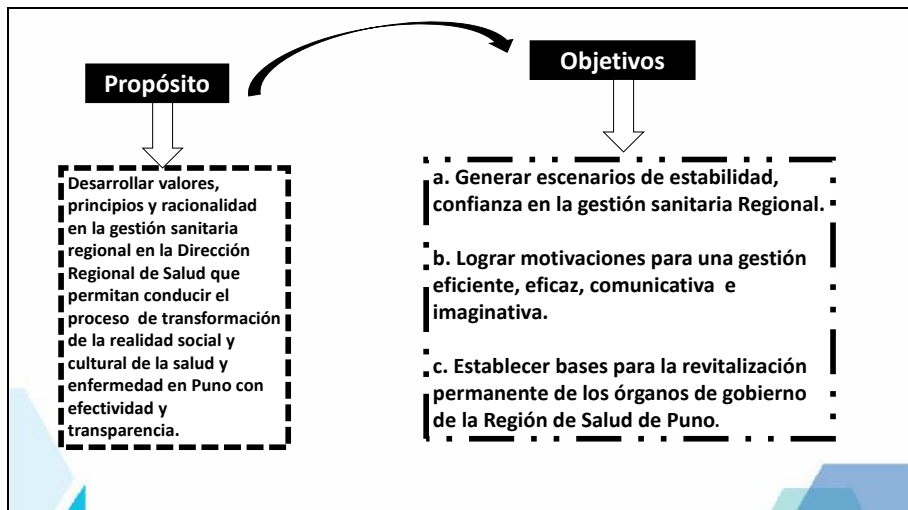 Propósito
Desarrollar valores,
principios y racionalidad
en la gestión sanitaria
regional en la Dirección
Regional de Salud que
permitan conducir el
proceso de transformación
de la realidad social y
cultural de la salud y
enfermedad en Puno con
efectividad y
transparencia.
Objetivos
a. Generar escenarios de estabilidad,
confianza en la gestión sanitaria Regional.
b. Lograr motivaciones para una gestión
eficiente, eficaz, comunicativa e
imaginativa.
c. Establecer bases para la revitalización
permanente de los órganos de gobierno
de la Región de Salud de Puno.